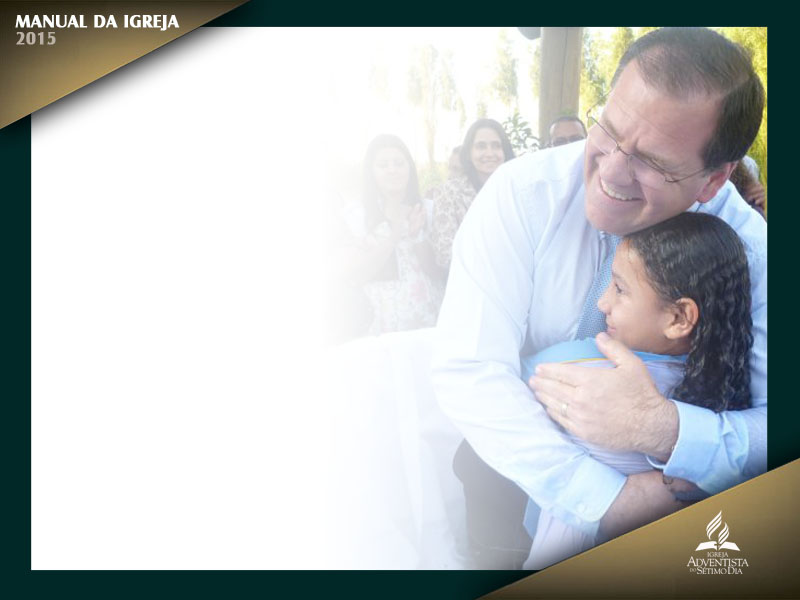 MANUAL DA IGREJA
2015
IGREJA
ADVENTISTA
DO SÉTIMO DIA